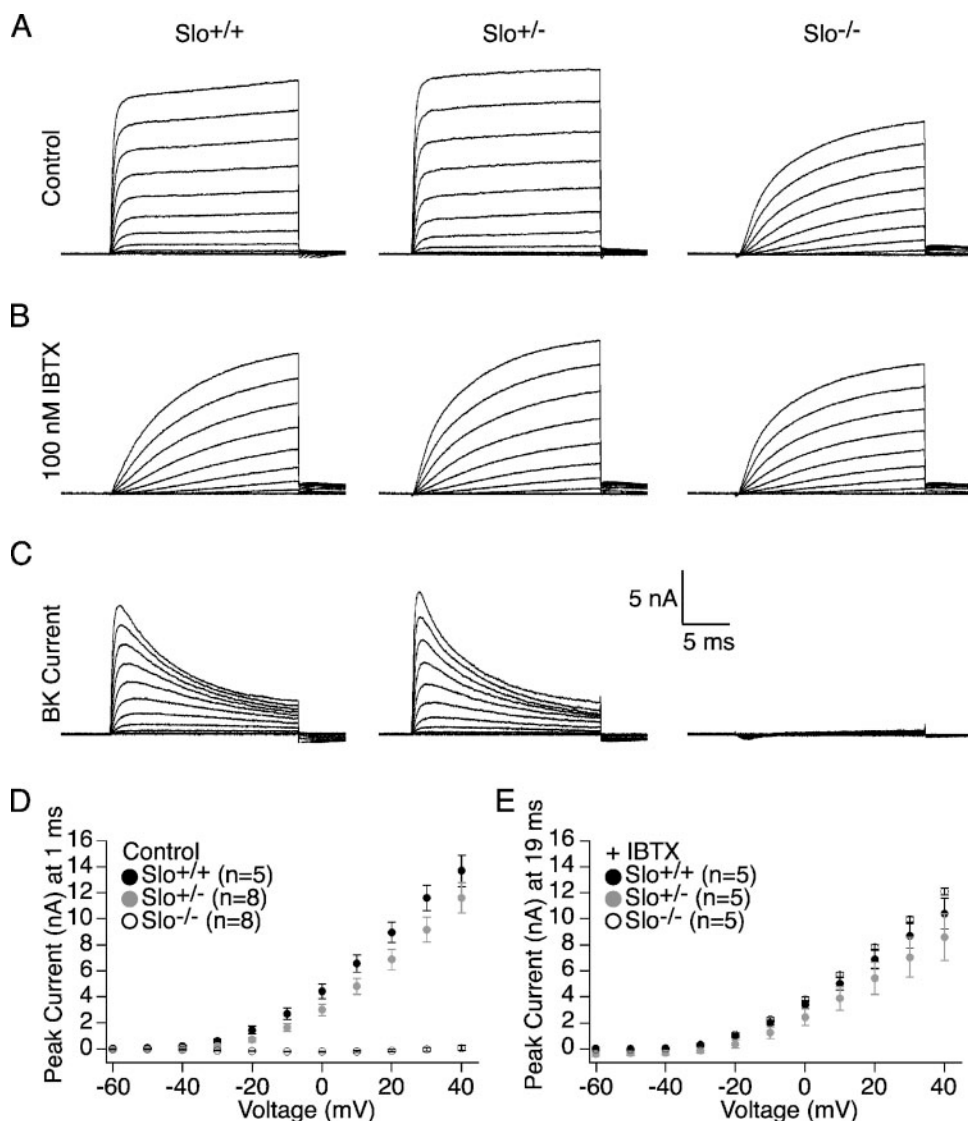 A
Slo+/+
Slo+/-
Slo-/-
Control
B
100 nM IBTX
C
BK Current
5 nA
5 ms
D
Peak Current (nA) at 1 ms
16
14
12
10
8
6
4
2
0
Control
Slo+/+ (n=5)
Slo+/- (n=8)
Slo-/- (n=8)
-60 -40 -20 0 20 40
Voltage (mV)
E
Peak Current (nA) at 19 ms
16
14
12
10
8
6
4
2
0
+ IBTX
Slo+/+ (n=5)
Slo+/- (n=5)
Slo-/- (n=5)
-60 -40 -20 0 20 40
Voltage (mV)